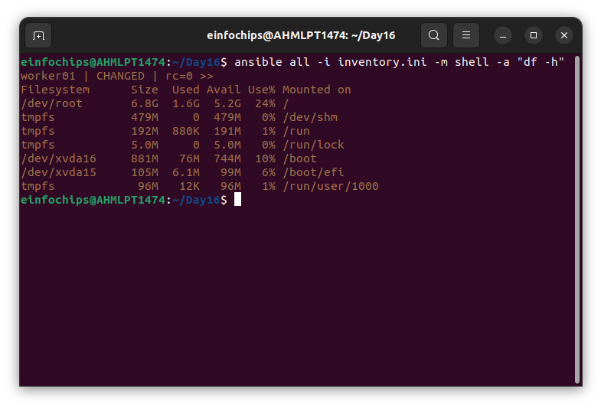 einfochips@AHMLPT1474: ~/Day16
einfochips@AHMLPT1474:~/Day16$ ansible all -i inventory.ini -m shell -a "df -h"
worker01 | CHANGED | rc=0 >>
Filesystem      Size  Used Avail Use% Mounted on
/dev/root       6.8G  1.6G  5.2G  24% /
tmpfs           479M     0  479M   0% /dev/shm
tmpfs           192M  880K  191M   1% /run
tmpfs           5.0M     0  5.0M   0% /run/lock
/dev/xvda16     881M   76M  744M  10% /boot
/dev/xvda15     105M  6.1M   99M   6% /boot/efi
tmpfs            96M   12K   96M   1% /run/user/1000
einfochips@AHMLPT1474:~/Day16$